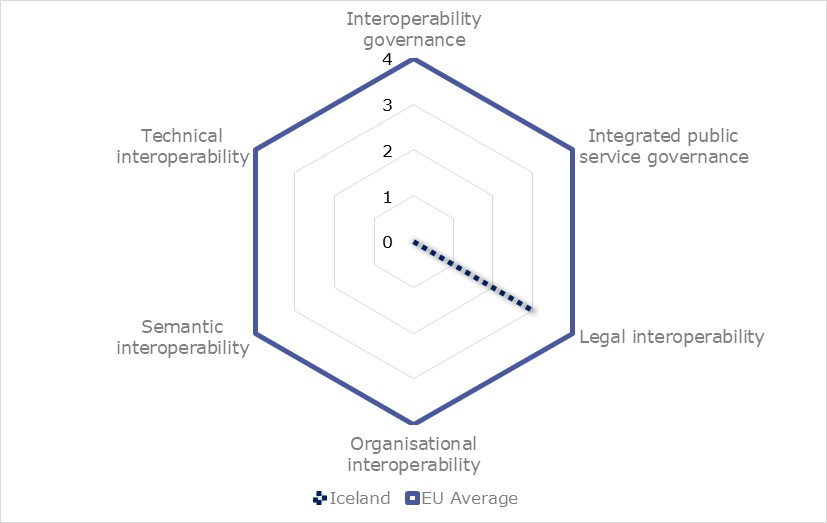 Interoperability
governance
4
3
2
1
0
Technical
interoperability
Integrated public
service governance
Semantic
interoperability
Legal interoperability
Organisational
interoperability
Iceland EU Average